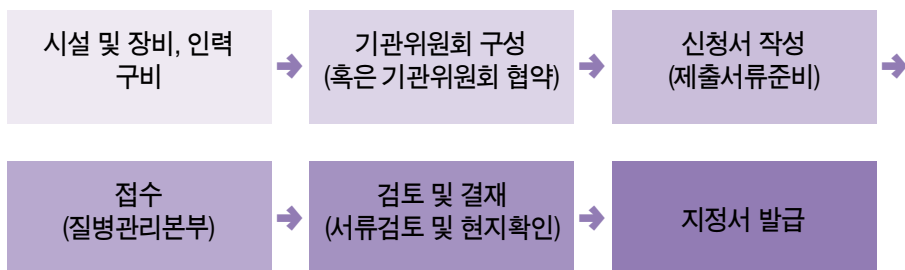 시설 및 장비, 인력
구비
기관위원회 구성
(혹은 기관위원회 협약)
신청서 작성
(제출서류준비)
접수
(질병관리본부)
검토 및 결재
(서류검토 및 현지확인)
지정서 발급